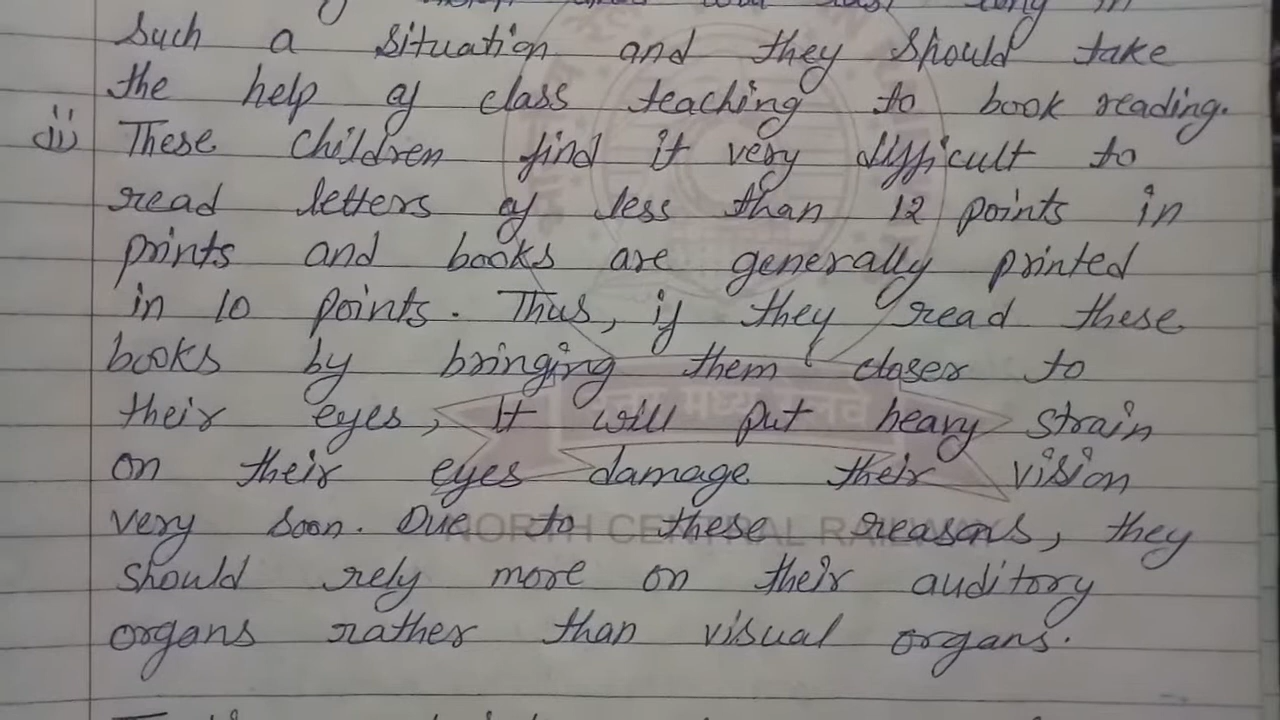 such a situation and they should take
the help of class teaching to book reading.
ii) These children find it very difficult to
read letters of less than 12 points in
prints and books are generally printed
in 10 points. Thus, if they read these
books by bringing them closer to
their eyes, It will put heavy strain
on their eyes damage their vision
very soon. Due to these reasons, they
NORTH CENTRAL RAILWAY
should rely more on their auditory
organs rather than visual organs.